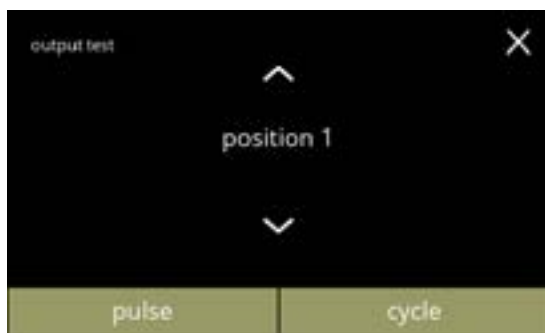 output test
position 1
pulse
cycle